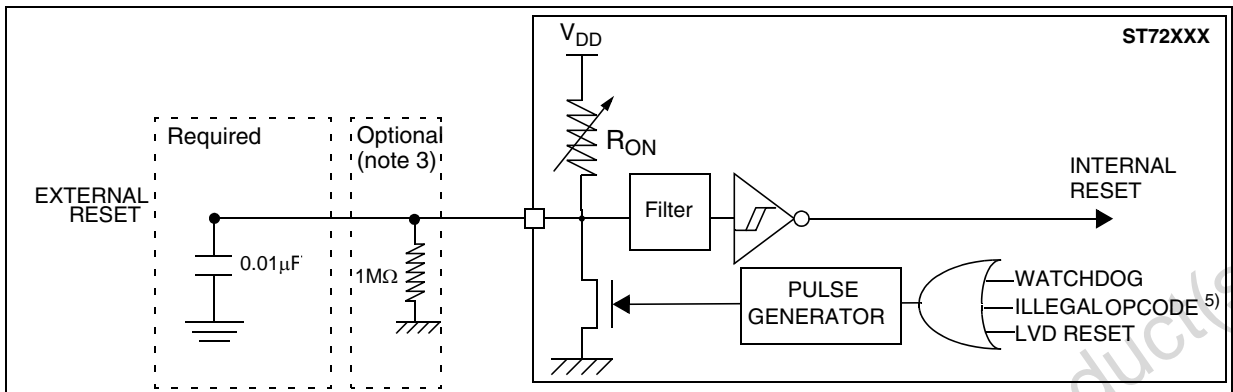 V_DD
ST72XXX
Required
Optional
(note 3)
R_ON
EXTERNAL
RESET
Filter
INTERNAL
RESET
0.01μF
1MΩ
PULSE
GENERATOR
WATCHDOG
ILLEGAL OPCODE 5)
LVD RESET